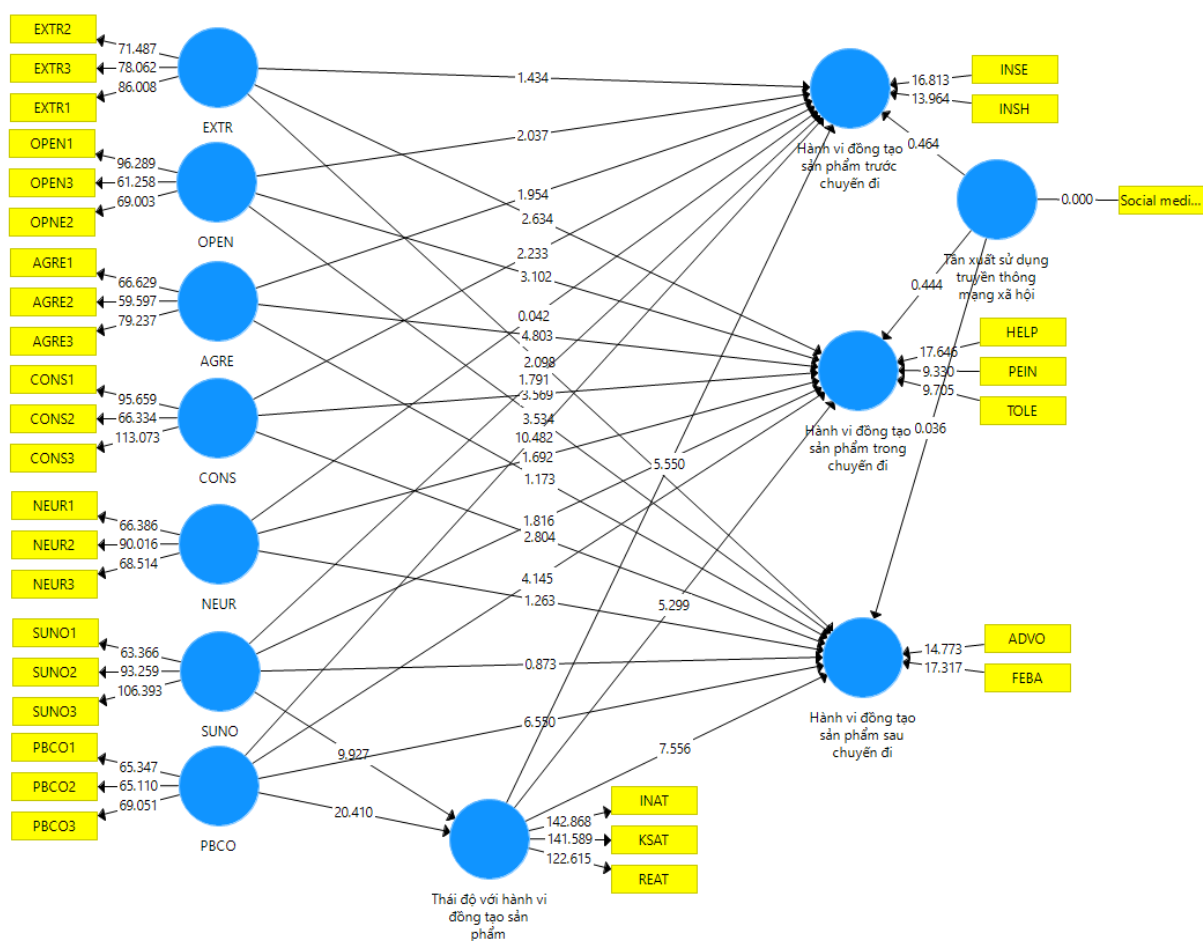 EXTR2
71.487
EXTR3
78.062
EXTR1
86.008
EXTR
OPEN1
96.289
OPEN3
61.258
OPNE2
69.003
OPEN
AGRE1
66.629
AGRE2
59.597
AGRE3
79.237
AGRE
CONS1
95.659
CONS2
66.334
CONS3
113.073
CONS
NEUR1
66.386
NEUR2
90.016
NEUR3
68.514
NEUR
SUNO1
63.366
SUNO2
93.259
SUNO3
106.393
SUNO
PBCO1
65.347
PBCO2
65.110
PBCO3
69.051
PBCO
1.434
2.037
1.954
2.634
2.233
3.102
0.042
4.803
2.098
1.791
3.569
3.534
10.482
1.692
1.173
1.816
2.804
4.145
1.263
0.873
6.550
9.927
20.410
5.550
5.299
7.556
Hành vi đồng tạo
sản phẩm trước
chuyến đi
16.813
INSE
13.964
INSH
0.464
0.000
Social medi...
Tần xuất sử dụng
truyền thông
mạng xã hội
0.444
0.036
Hành vi đồng tạo
sản phẩm trong
chuyến đi
17.646
HELP
9.330
PEIN
9.705
TOLE
Hành vi đồng tạo
sản phẩm sau
chuyến đi
14.773
ADVO
17.317
FEBA
Thái độ với hành vi
đồng tạo sản
phẩm
142.868
INAT
141.589
KSAT
122.615
REAT